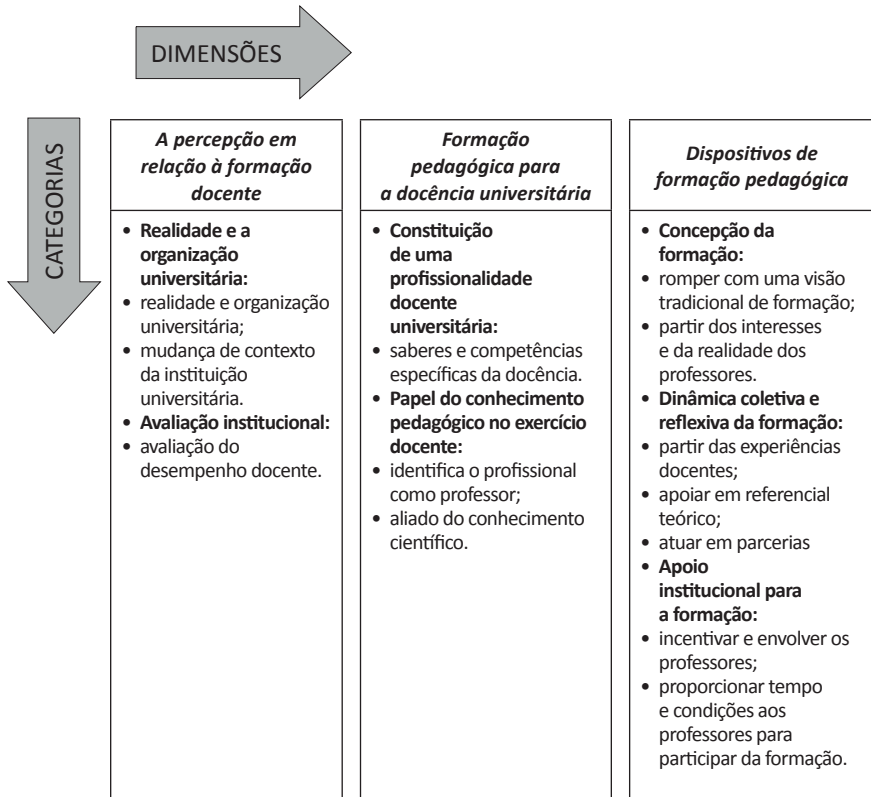 DIMENSÕES
CATEGORIAS
A percepção em
relação à formação
docente
• Realidade e a
organização
universitária:
• realidade e organização
universitária;
• mudança de contexto
da instituição
universitária.
• Avaliação institucional:
• avaliação do
desempenho docente.
Formação
pedagógica para
a docência universitária
• Constituição
de uma
profissionalidade
docente
universitária:
• saberes e competências
específicas da docência.
• Papel do conhecimento
pedagógico no exercício
docente:
• identifica o profissional
como professor;
• aliado do conhecimento
científico.
Dispositivos de
formação pedagógica
• Concepção da
formação:
• romper com uma visão
tradicional de formação;
• partir dos interesses
e da realidade dos
professores.
• Dinâmica coletiva e
reflexiva da formação:
• partir das experiências
docentes;
• apoiar em referencial
teórico;
• atuar em parcerias
• Apoio
institucional para
a formação:
• incentivar e envolver os
professores;
• proporcionar tempo
e condições aos
professores para
participar da formação.